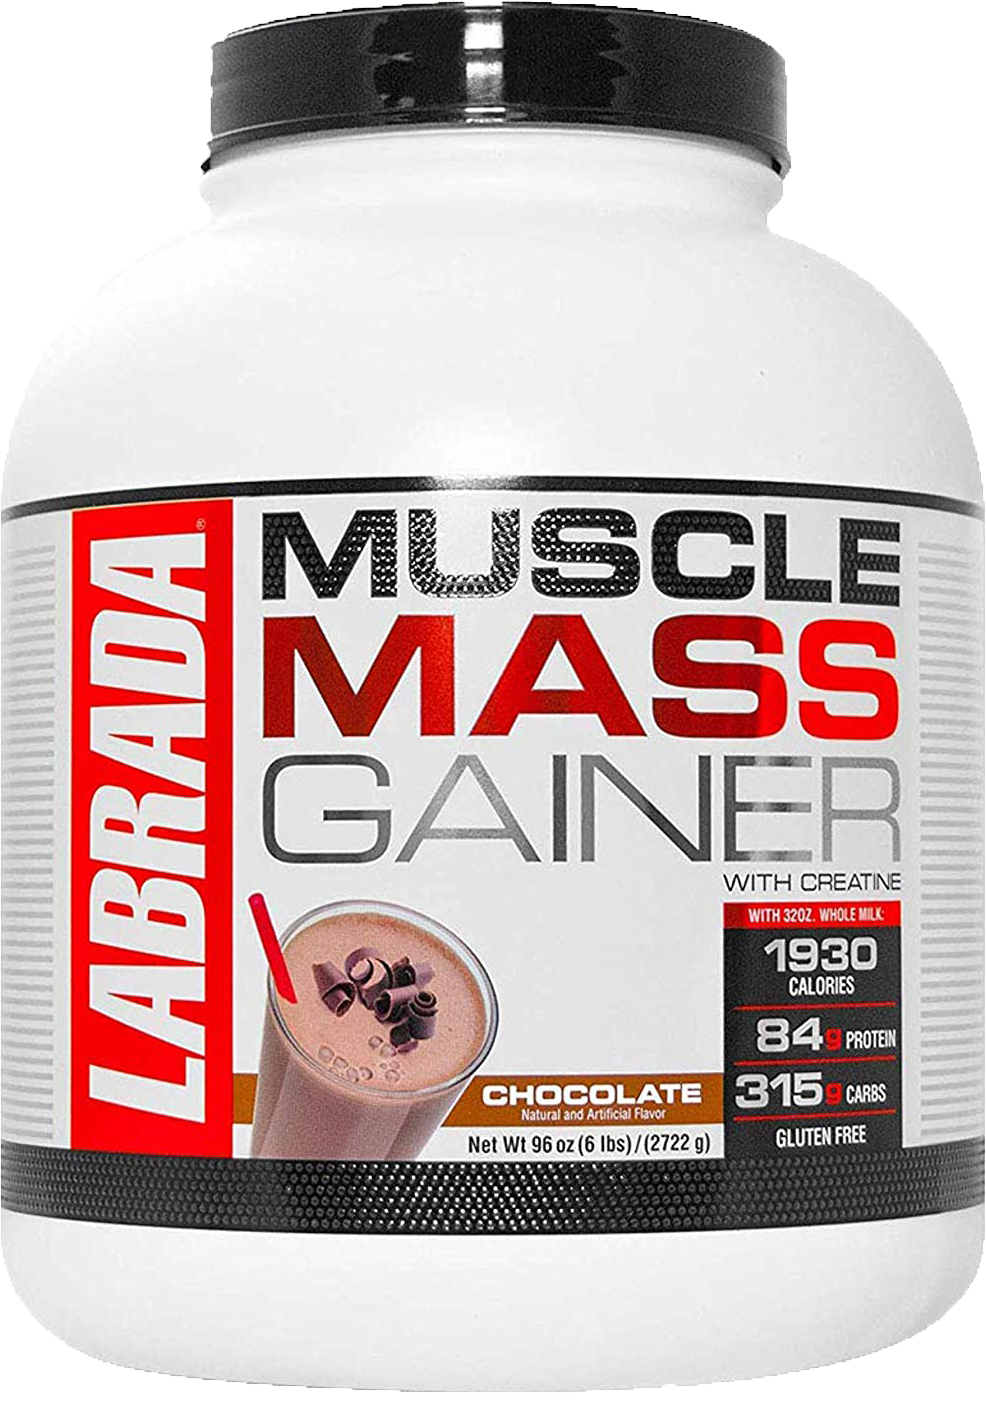 LABRADA®
MUSCLE
MASS
GAINER
WITH CREATINE
WITH 32OZ. WHOLE MILK:
1930
CALORIES
84g PROTEIN
315g CARBS
GLUTEN FREE
CHOCOLATE
Natural and Artificial Flavor
Net Wt 96 oz (6 lbs) / (2722 g)